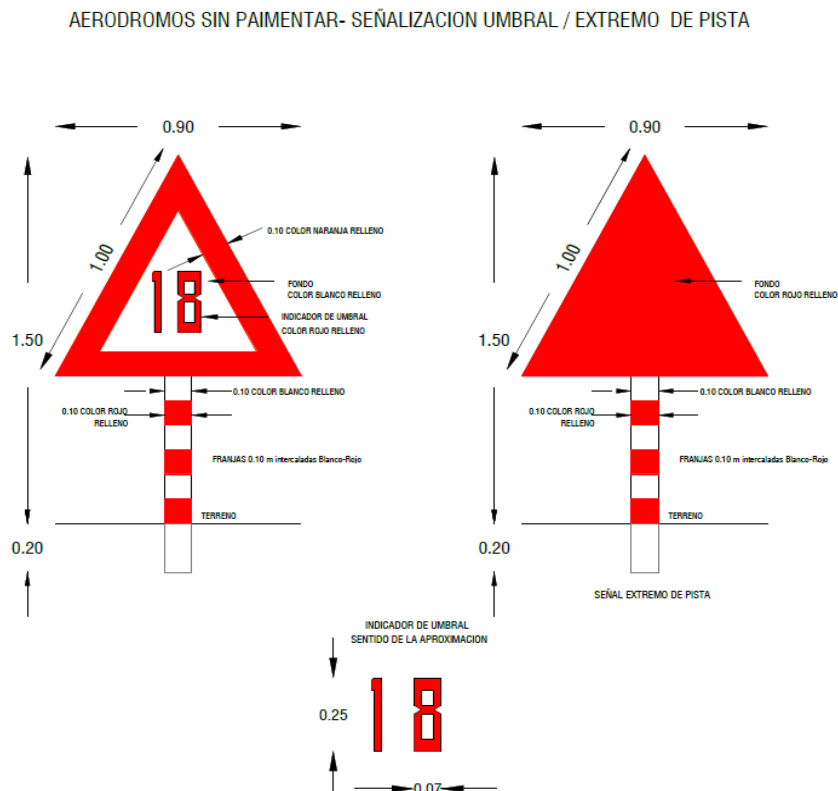 AERODROMOS SIN PAIMENTAR- SEÑALIZACION UMBRAL / EXTREMO DE PISTA
0.90
1.00
1.50
0.10 COLOR NARANJA RELLENO
FONDO
COLOR BLANCO RELLENO
18
INDICADOR DE UMBRAL
COLOR ROJO RELLENO
0.10 COLOR BLANCO RELLENO
0.10 COLOR ROJO
RELLENO
FRANJAS 0.10 m intercaladas Blanco-Rojo
TERRENO
0.20
0.90
1.00
1.50
FONDO
COLOR ROJO RELLENO
0.10 COLOR BLANCO RELLENO
0.10 COLOR ROJO
RELLENO
FRANJAS 0.10 m intercaladas Blanco-Rojo
TERRENO
0.20
SEÑAL EXTREMO DE PISTA
INDICADOR DE UMBRAL
SENTIDO DE LA APROXIMACION
0.25
18
0.07